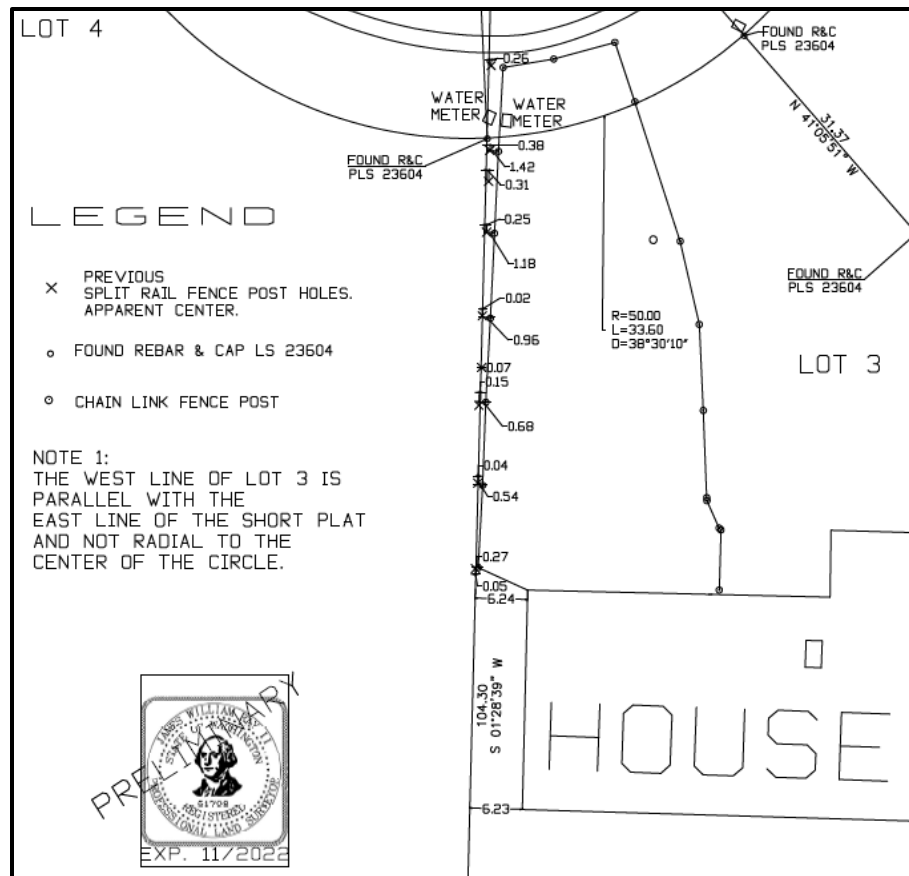 LOT 4
0.26
FOUND R&C
PLS 23604
WATER
METER
WATER
METER
31.37
N 41°05'51" W
FOUND R&C
PLS 23604
0.38
1.42
0.31
LEGEND
0.25
1.18
PREVIOUS
SPLIT RAIL FENCE POST HOLES.
APPARENT CENTER.
FOUND R&C
PLS 23604
0.02
0.96
R=50.00
L=33.60
D=38°30'10"
FOUND REBAR & CAP LS 23604
LOT 3
0.07
0.15
CHAIN LINK FENCE POST
0.68
NOTE 1:
THE WEST LINE OF LOT 3 IS
PARALLEL WITH THE
EAST LINE OF THE SHORT PLAT
AND NOT RADIAL TO THE
CENTER OF THE CIRCLE.
0.04
0.54
0.27
0.05
6.24
104.30
S 01°28'39" W
HOUSE
PRELIMINARY
JAMES WILLIAM
STATE OF WASHINGTON
51708
REGISTERED
PROFESSIONAL LAND SURVEYOR
EXP. 11/2022
6.23